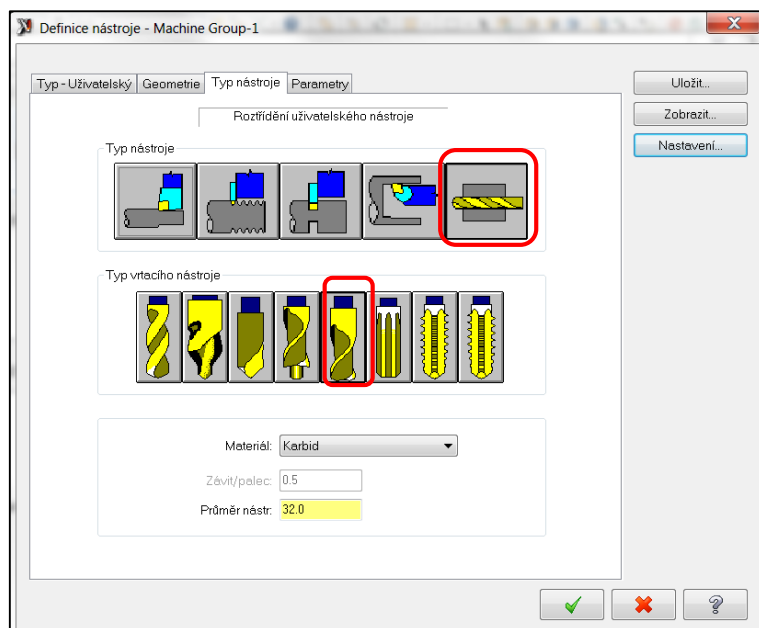 Definice nástroje - Machine Group-1
Typ - Uživatelský Geometrie Typ nástroje Parametry
Uložit...
Roztřídění uživatelského nástroje
Zobrazit...
Nastavení...
Typ nástroje
Typ vrtacího nástroje
Materiál: Karbid
Závit/palec: 0.5
Průměr nástr: 32.0